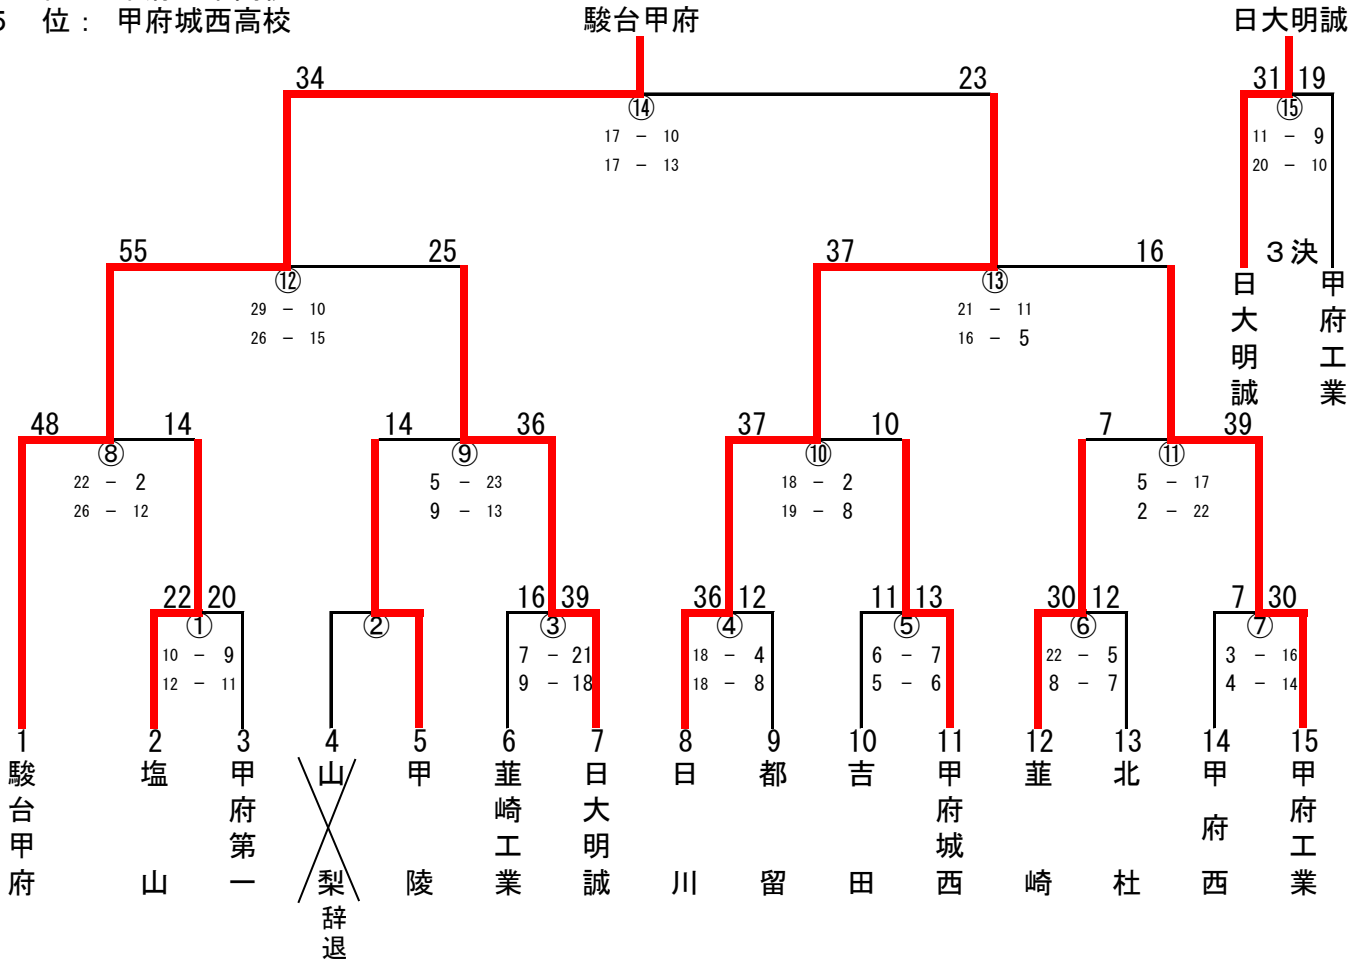 5 位： 甲府城西高校
駿台甲府
日大明誠
34
23
31
19
⑭
⑮
17 － 10
17 － 13
11 － 9
20 － 10
55
25
37
16
3決
⑫
⑬
29 － 10
26 － 15
21 － 11
16 － 5
日大明誠
甲府工業
48
14
14
36
37
10
7
39
⑧
⑨
⑩
⑪
22 － 2
26 － 12
5 － 23
9 － 13
18 － 2
19 － 8
5 － 17
2 － 22
22
20
16
39
36
12
11
13
30
12
7
30
①
②
③
④
⑤
⑥
⑦
10 － 9
12 － 11
7 － 21
9 － 18
18 － 4
18 － 8
6 － 7
5 － 6
22 － 5
8 － 7
3 － 16
4 － 14
1
2
3
4
5
6
7
8
9
10
11
12
13
14
15
駿台甲府
塩山
甲府第一
山梨
辞退
甲陵
韮崎工業
日大明誠
日川
都留
吉田
甲府城西
韮崎
北杜
甲府西
甲府工業